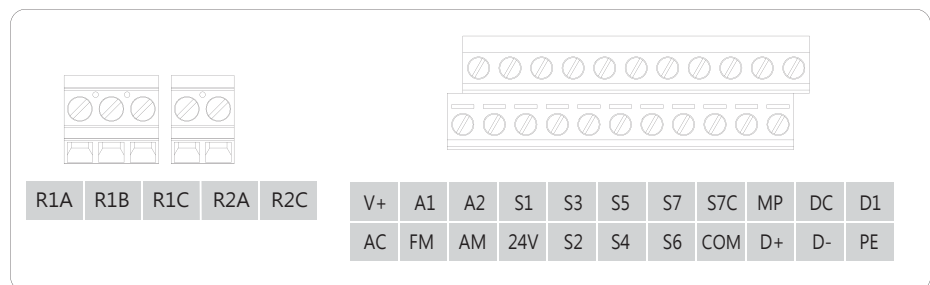 R1A R1B R1C R2A R2C
V+ A1 A2 S1 S3 S5 S7 S7C MP DC D1
AC FM AM 24V S2 S4 S6 COM D+ D- PE